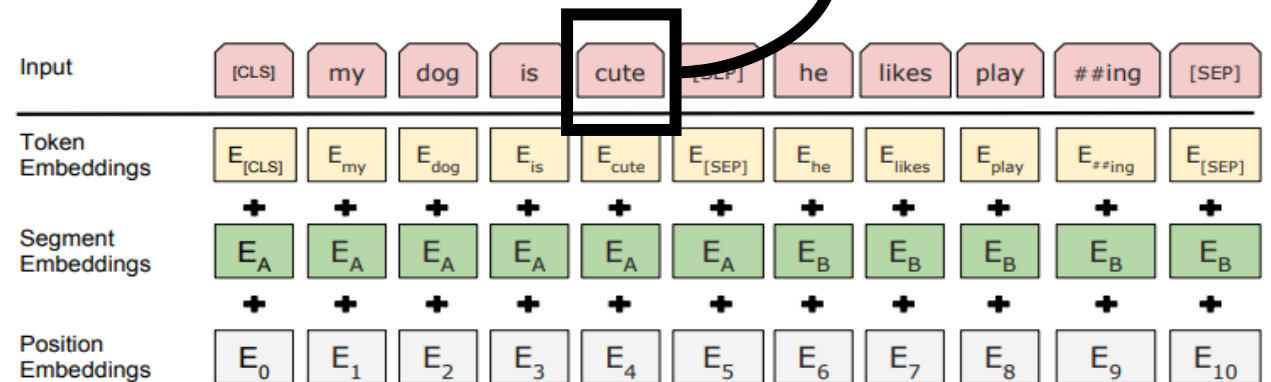 Input [CLS] my dog is cute [SEP] he likes play ##ing [SEP]
Token
Embeddings E[CLS] Emy Edog Eis Ecute E[SEP] Ehe Elikes Eplay E##ing E[SEP]
+ + + + + + + + + + +
Segment
Embeddings EA EA EA EA EA EA EB EB EB EB EB
+ + + + + + + + + + +
Position
Embeddings E0 E1 E2 E3 E4 E5 E6 E7 E8 E9 E10